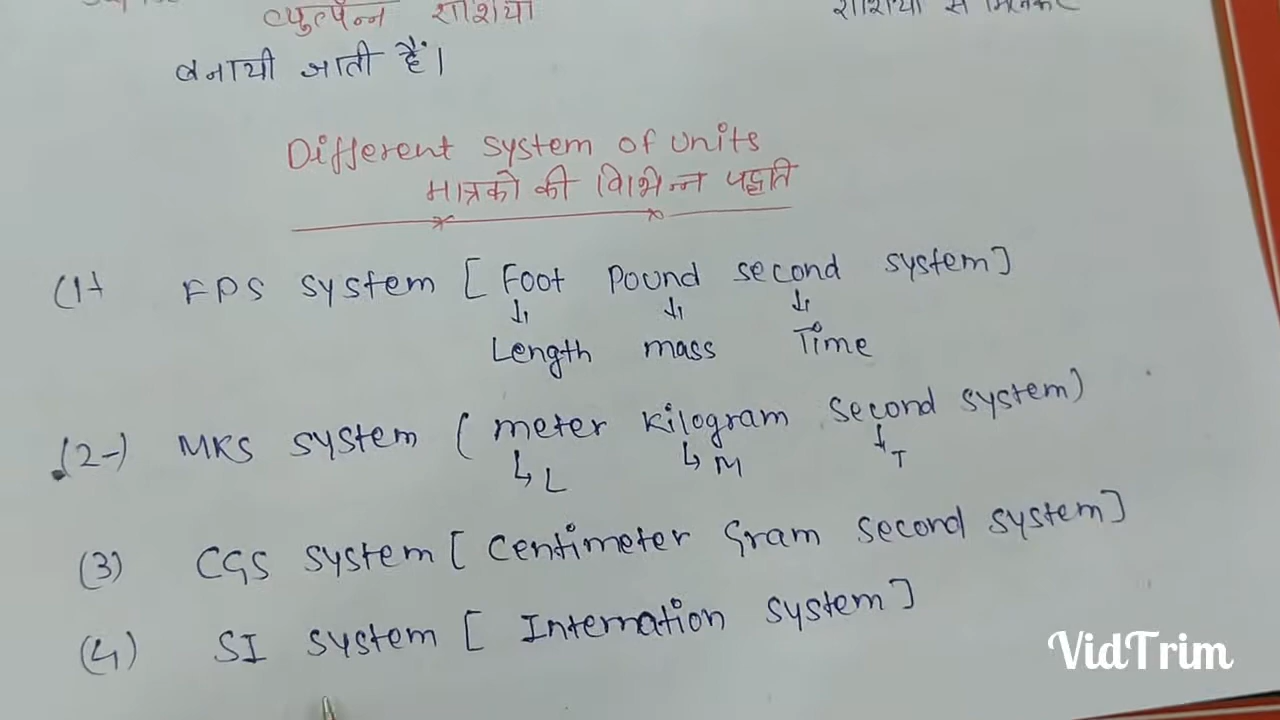 व्युत्पन्न राशियां राशियों से मिलकर
बनायी जाती हैं।
Different system of units
मात्रको की विभिन्न पद्धति
(1) FPS system [Foot Pound second system]
Length mass Time
(2-) MKS system (meter kilogram second system)
L M T
(3) CGS system [Centimeter Gram second system]
(4) SI system [Internation system]
VidTrim